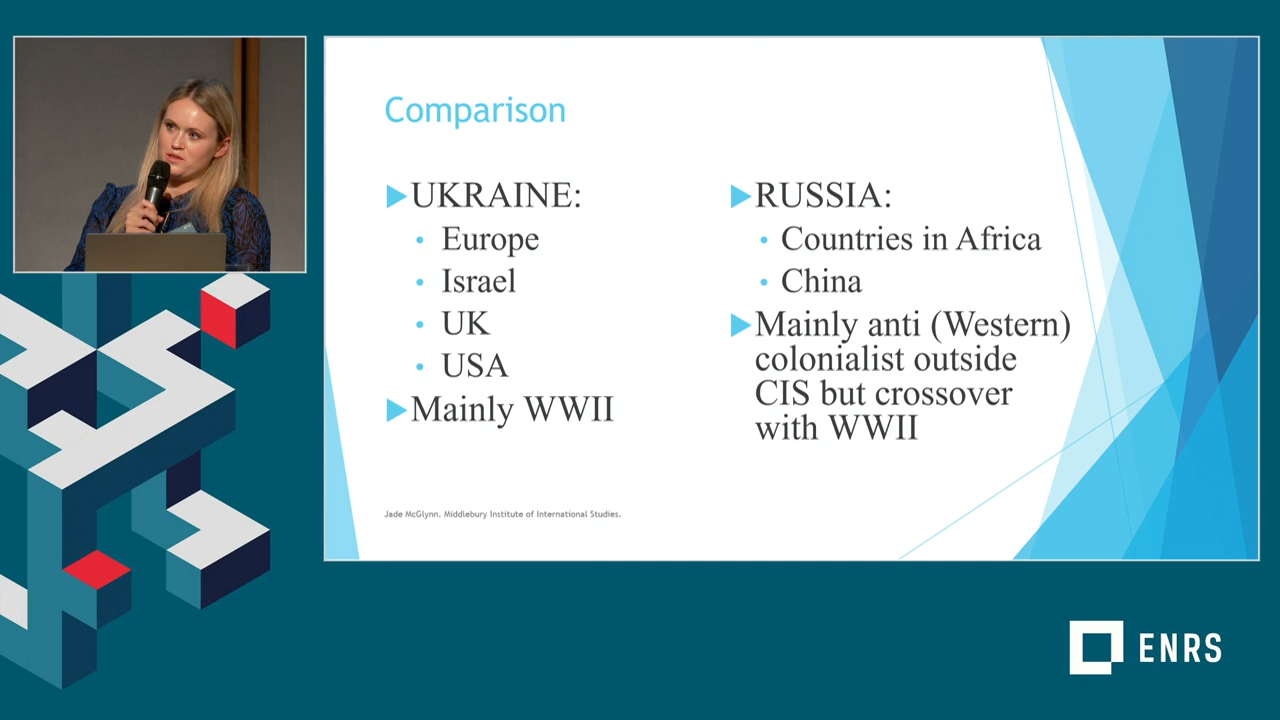 Comparison
UKRAINE:
Europe
Israel
UK
USA
Mainly WWII
RUSSIA:
Countries in Africa
China
Mainly anti (Western)
colonialist outside
CIS but crossover
with WWII
Jade McGlynn. Middlebury Institute of International Studies.
ENRS